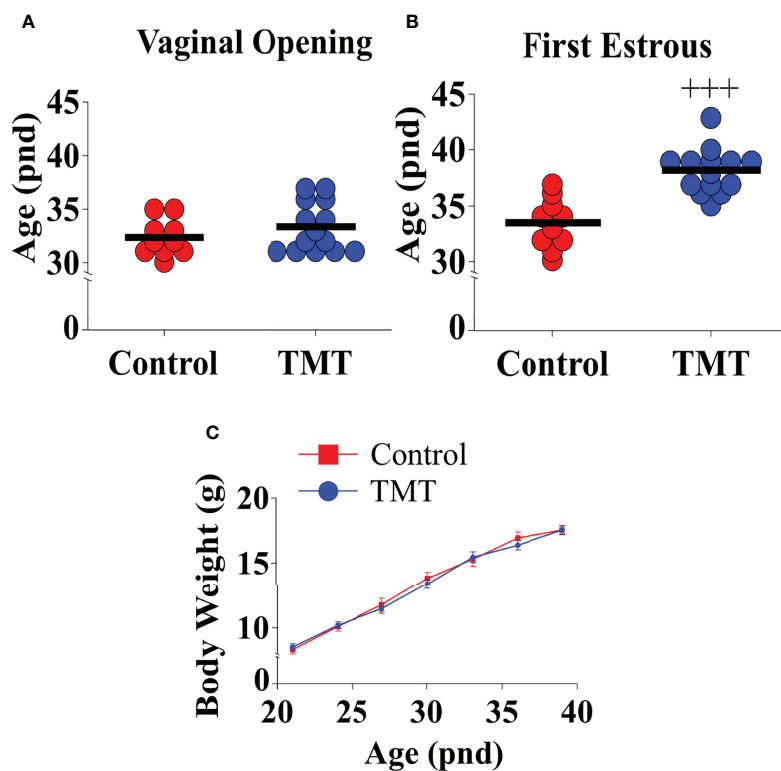 A
Vaginal Opening
45
40
35
30
0
Age (pnd)
Control
TMT
B
First Estrous
+++
45
40
35
30
0
Age (pnd)
Control
TMT
C
Control
TMT
20
15
10
0
Body Weight (g)
20
25
30
35
40
Age (pnd)